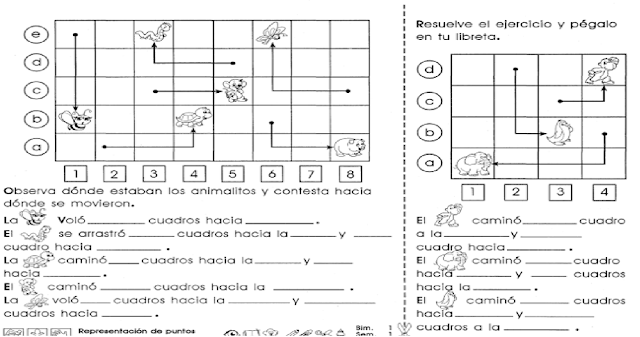 e
d
c
b
a
1 2 3 4 5 6 7 8
Observa dónde estaban los animalitos y contesta hacia
dónde se movieron.
La Voló cuadros hacia .
El se arrastró cuadros hacia la y
cuadro hacia .
La caminó cuadros hacia la y
hacia .
El caminó cuadros hacia la .
La voló cuadros hacia la y
cuadros hacia .
Representación de puntos
Bim. 1
Sem. 1
Resuelve el ejercicio y pégalo
en tu libreta.
d
c
b
a
1 2 3 4
El caminó cuadro
a la y
cuadro hacia .
El caminó cuadro
hacia y cuadros
hacia la .
El caminó cuadros
hacia y
cuadros a la .